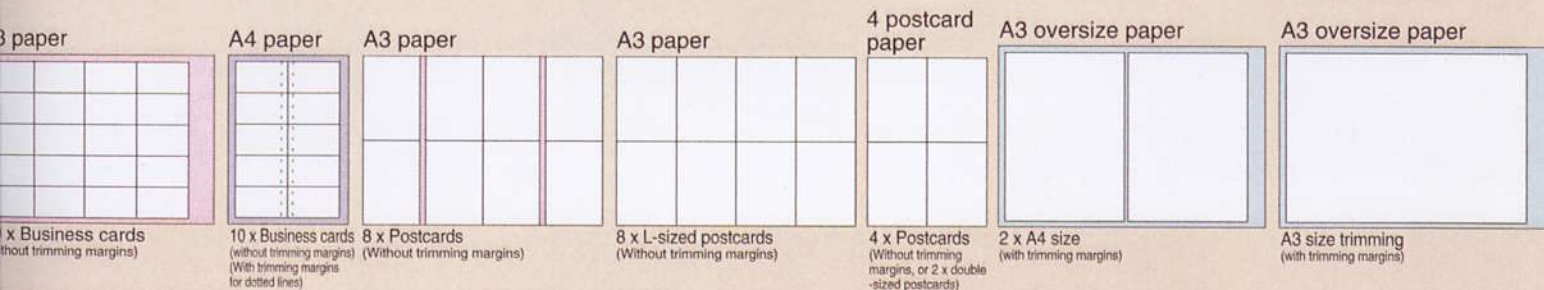 paper
x Business cards
trimming margins)
A4 paper
10 x Business cards
(without trimming margins)
(With trimming margins
for dotted lines)
A3 paper
8 x Postcards
(Without trimming margins)
A3 paper
8 x L-sized postcards
(Without trimming margins)
4 postcard
paper
4 x Postcards
(Without trimming
margins, or 2 x double
-sized postcards)
A3 oversize paper
2 x A4 size
(with trimming margins)
A3 oversize paper
A3 size trimming
(with trimming margins)